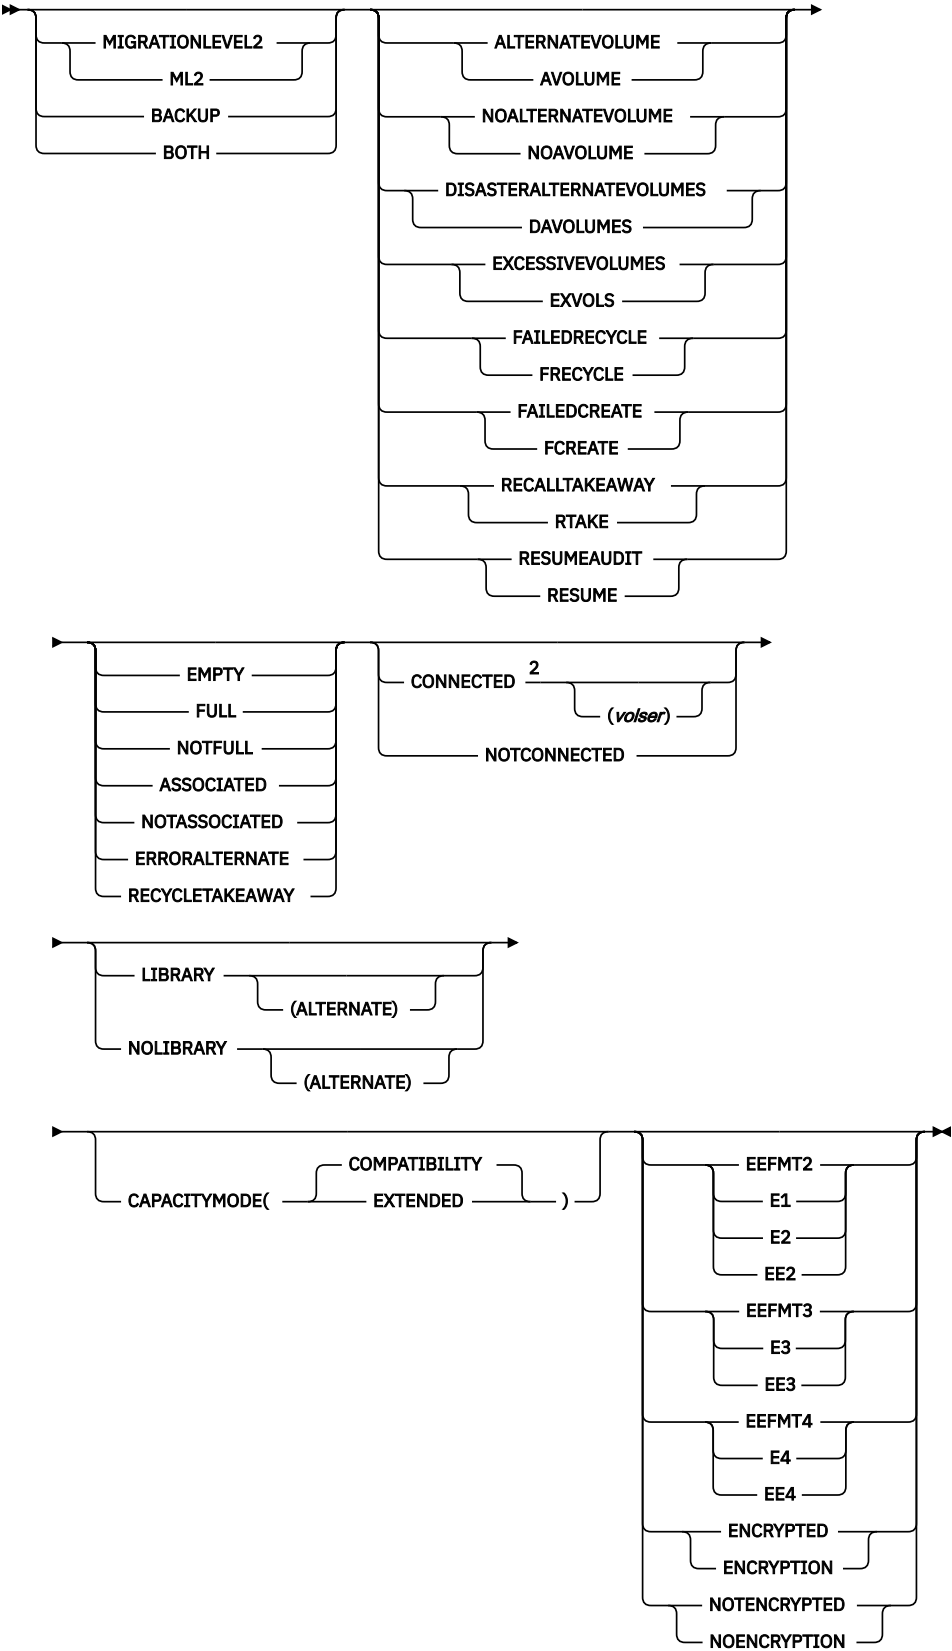 MIGRATIONLEVEL2
ML2
BACKUP
BOTH
ALTERNATEVOLUME
AVOLUME
NOALTERNATEVOLUME
NOAVOLUME
DISASTERALTERNATEVOLUMES
DAVOLUMES
EXCESSIVEVOLUMES
EXVOLS
FAILEDRECYCLE
FRECYCLE
FAILEDCREATE
FCREATE
RECALLTAKEAWAY
RTAKE
RESUMEAUDIT
RESUME
EMPTY
FULL
NOTFULL
ASSOCIATED
NOTASSOCIATED
ERRORALTERNATE
RECYCLETAKEAWAY
CONNECTED 2
(volser)
NOTCONNECTED
LIBRARY
(ALTERNATE)
NOLIBRARY
(ALTERNATE)
COMPATIBILITY
CAPACITYMODE( EXTENDED )
EEFMT2
E1
E2
EE2
EEFMT3
E3
EE3
EEFMT4
E4
EE4
ENCRYPTED
ENCRYPTION
NOTENCRYPTED
NOENCRYPTION